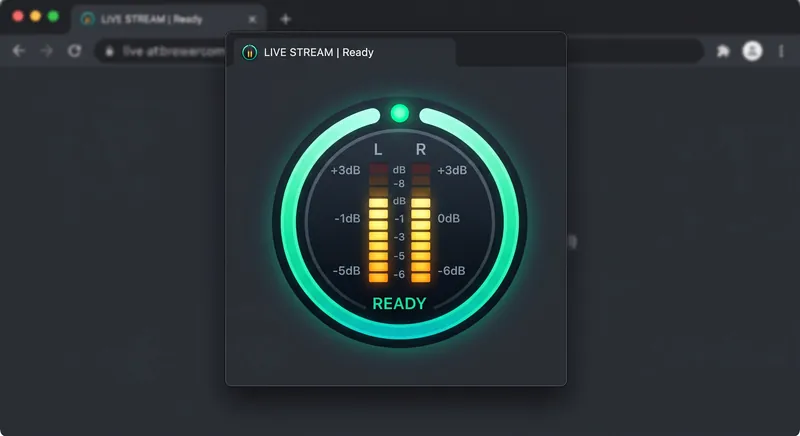 LIVE STREAM | Ready
LIVE STREAM | Ready
L R
+3dB dB +3dB
-8
dB
-1dB -1 0dB
-3
-5
-5dB -6 -6dB
READY